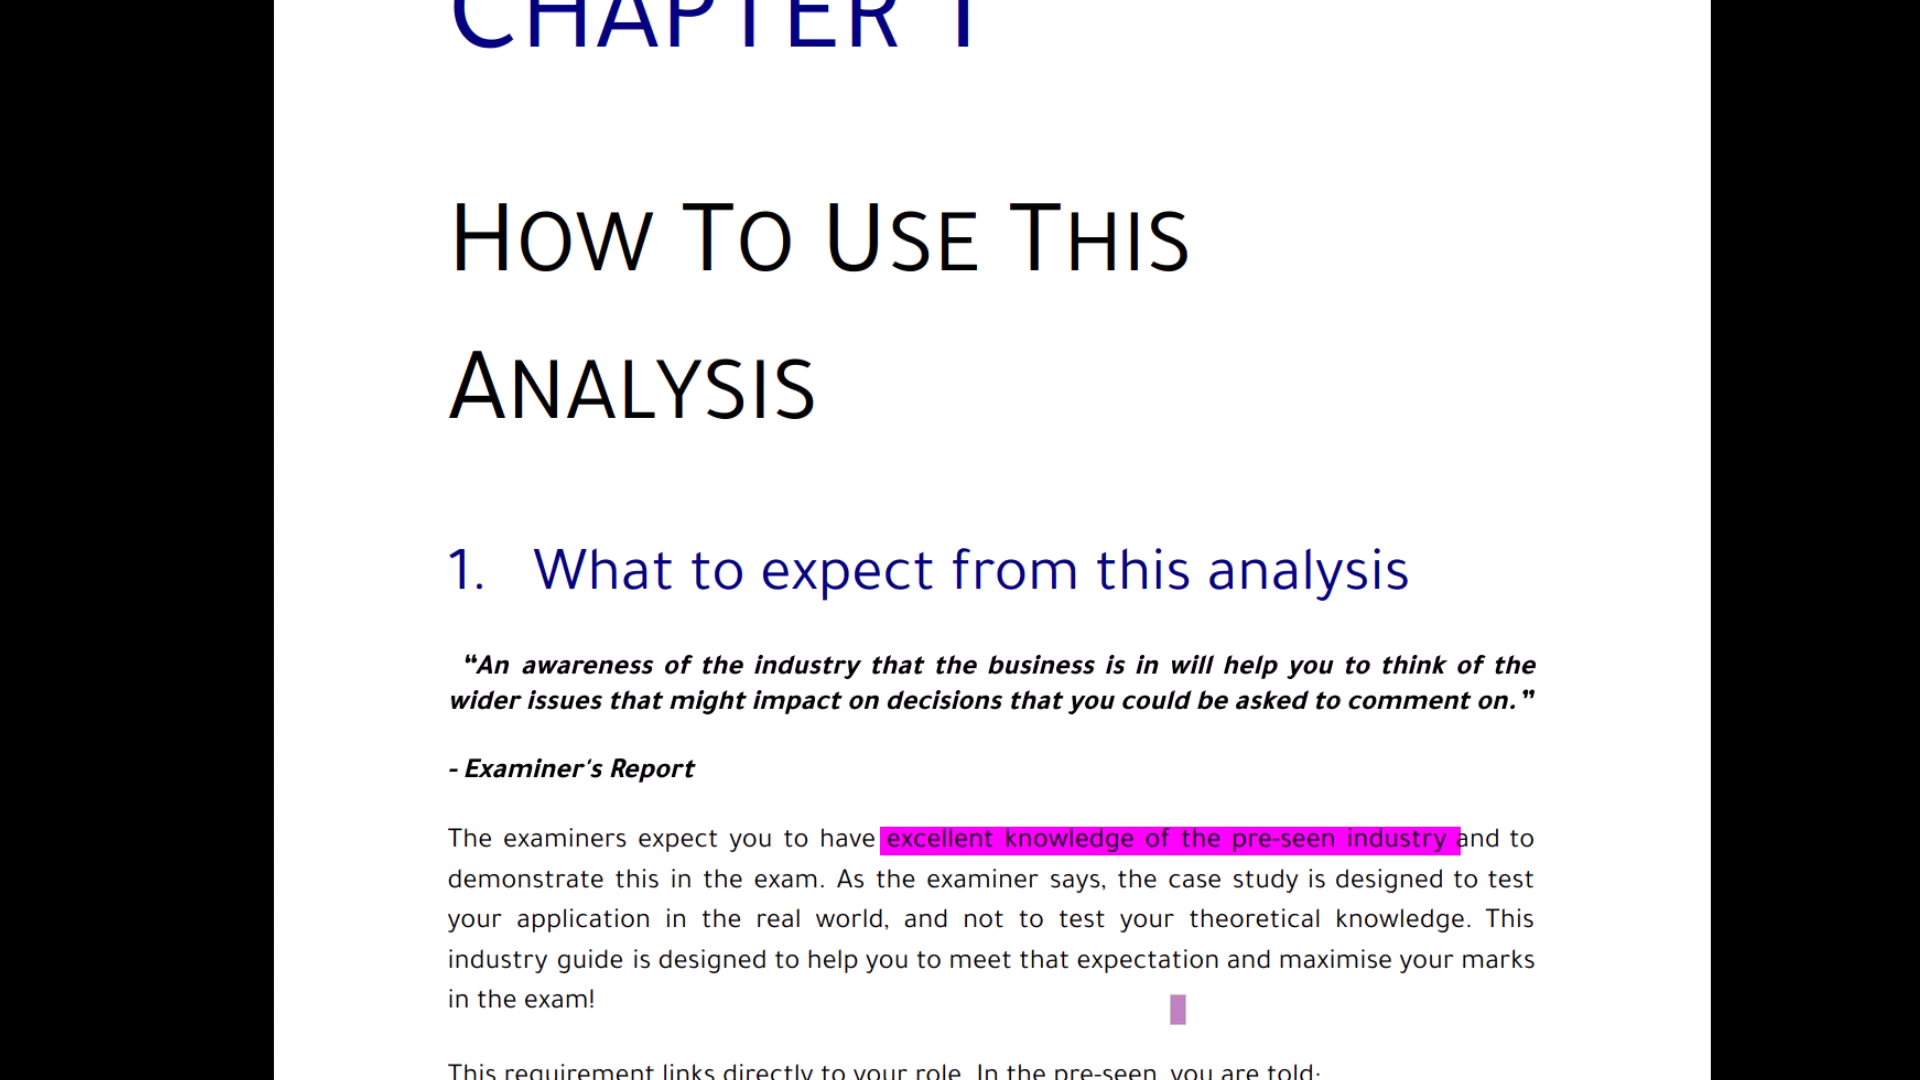 CHAPTER 1
HOW TO USE THIS
ANALYSIS
1. What to expect from this analysis
❝An awareness of the industry that the business is in will help you to think of the
wider issues that might impact on decisions that you could be asked to comment on.❞
- Examiner's Report
The examiners expect you to have excellent knowledge of the pre-seen industry and to
demonstrate this in the exam. As the examiner says, the case study is designed to test
your application in the real world, and not to test your theoretical knowledge. This
industry guide is designed to help you to meet that expectation and maximise your marks
in the exam!
This requirement links directly to your role. In the pre-seen, you are told: